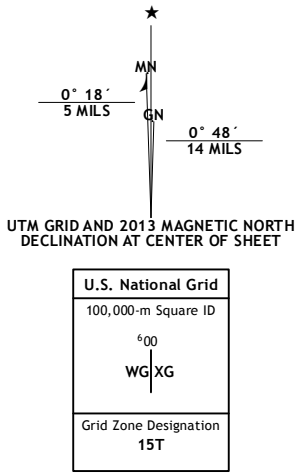 ★
MN
0° 18´
5 MILS
GN
0° 48´
14 MILS
UTM GRID AND 2013 MAGNETIC NORTH
DECLINATION AT CENTER OF SHEET
U.S. National Grid
100,000-m Square ID
⁶00
WG XG
Grid Zone Designation
15T